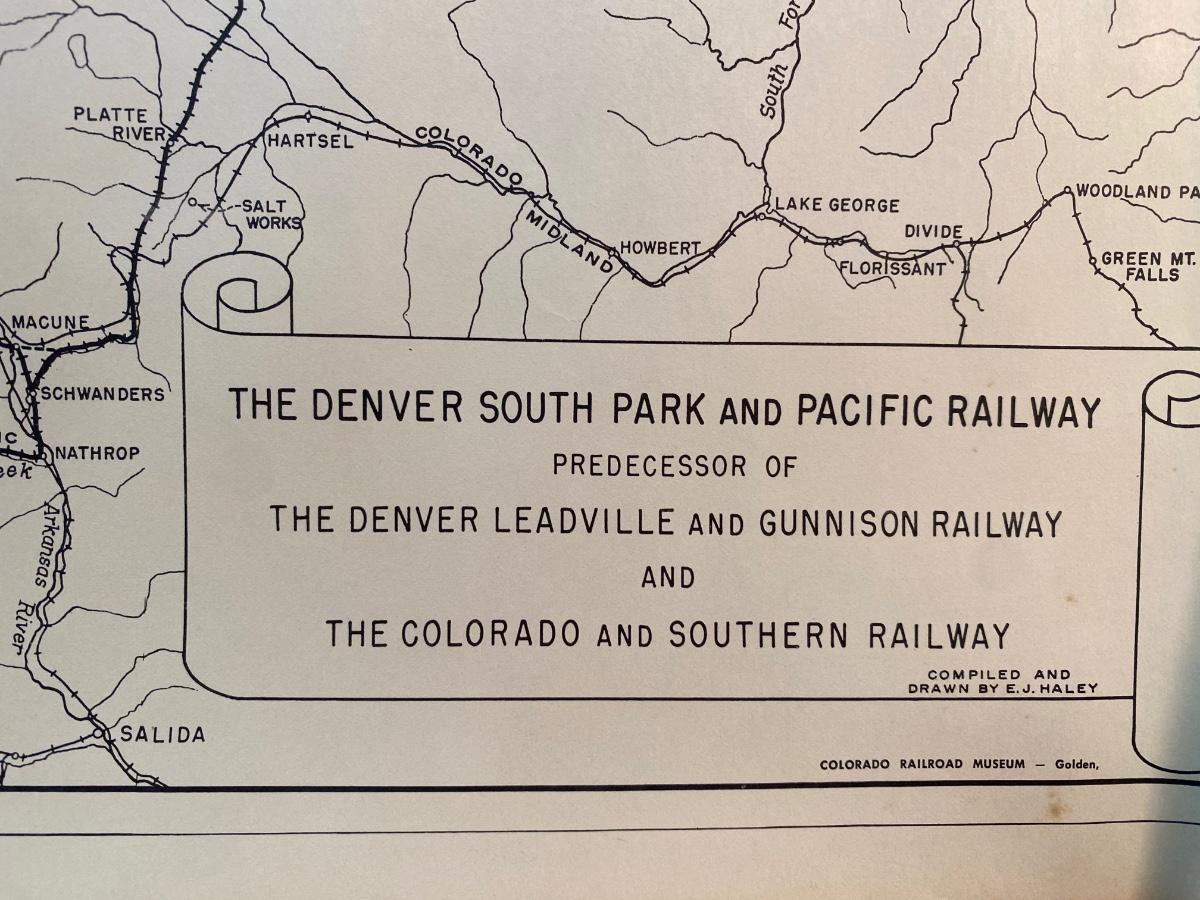 South For
PLATTE
RIVER
HARTSEL
COLORADO
MIDLAND
SALT
WORKS
HOWBERT
LAKE GEORGE
DIVIDE
FLORISSANT
WOODLAND PA
GREEN MT.
FALLS
MACUNE
SCHWANDERS
IC
eek
NATHROP
Arkansas
River
SALIDA
THE DENVER SOUTH PARK AND PACIFIC RAILWAY
PREDECESSOR OF
THE DENVER LEADVILLE AND GUNNISON RAILWAY
AND
THE COLORADO AND SOUTHERN RAILWAY
COMPILED AND
DRAWN BY E.J. HALEY
COLORADO RAILROAD MUSEUM — Golden,